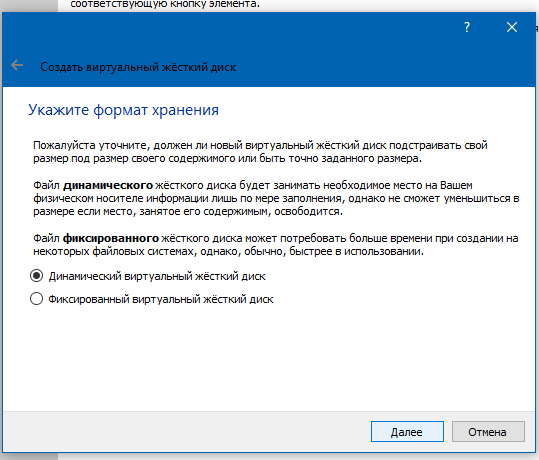 соответствующую кнопку элемента.
?
Создать виртуальный жёсткий диск
Укажите формат хранения
Пожалуйста уточните, должен ли новый виртуальный жёсткий диск подстраивать свой
размер под размер своего содержимого или быть точно заданного размера.
Файл динамического жёсткого диска будет занимать необходимое место на Вашем
физическом носителе информации лишь по мере заполнения, однако не сможет уменьшиться в
размере если место, занятое его содержимым, освободится.
Файл фиксированного жёсткого диска может потребовать больше времени при создании на
некоторых файловых системах, однако, обычно, быстрее в использовании.
Динамический виртуальный жёсткий диск
Фиксированный виртуальный жёсткий диск
Далее
Отмена